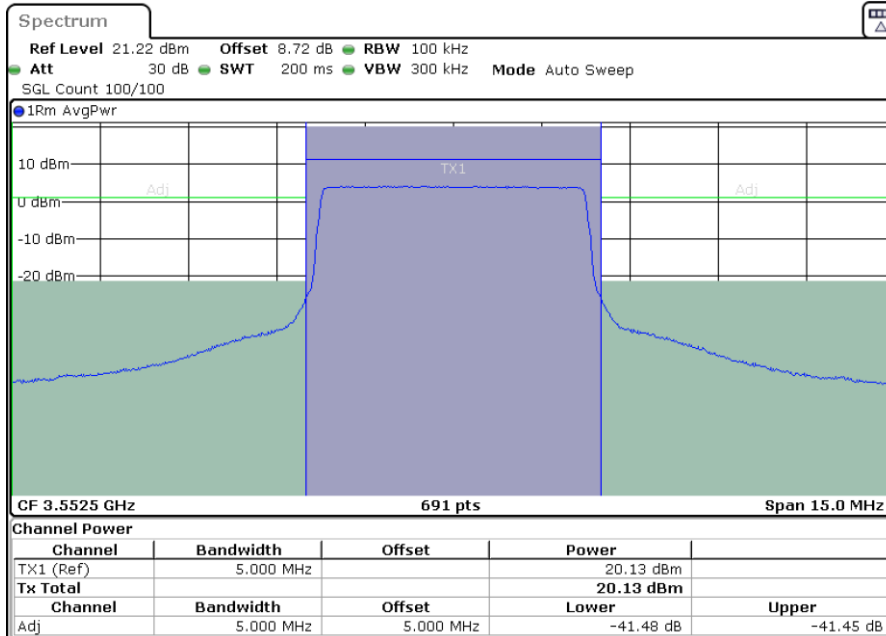 Spectrum
Ref Level 21.22 dBm Offset 8.72 dB RBW 100 kHz
Att 30 dB SWT 200 ms VBW 300 kHz Mode Auto Sweep
SGL Count 100/100
1Rm AvgPwr
10 dBm
TX1
Adj Adj
0 dBm
-10 dBm
-20 dBm
CF 3.5525 GHz 691 pts Span 15.0 MHz
Channel Power
Channel Bandwidth Offset Power
TX1 (Ref) 5.000 MHz 20.13 dBm
Tx Total 20.13 dBm
Channel Bandwidth Offset Lower Upper
Adj 5.000 MHz 5.000 MHz -41.48 dB -41.45 dB